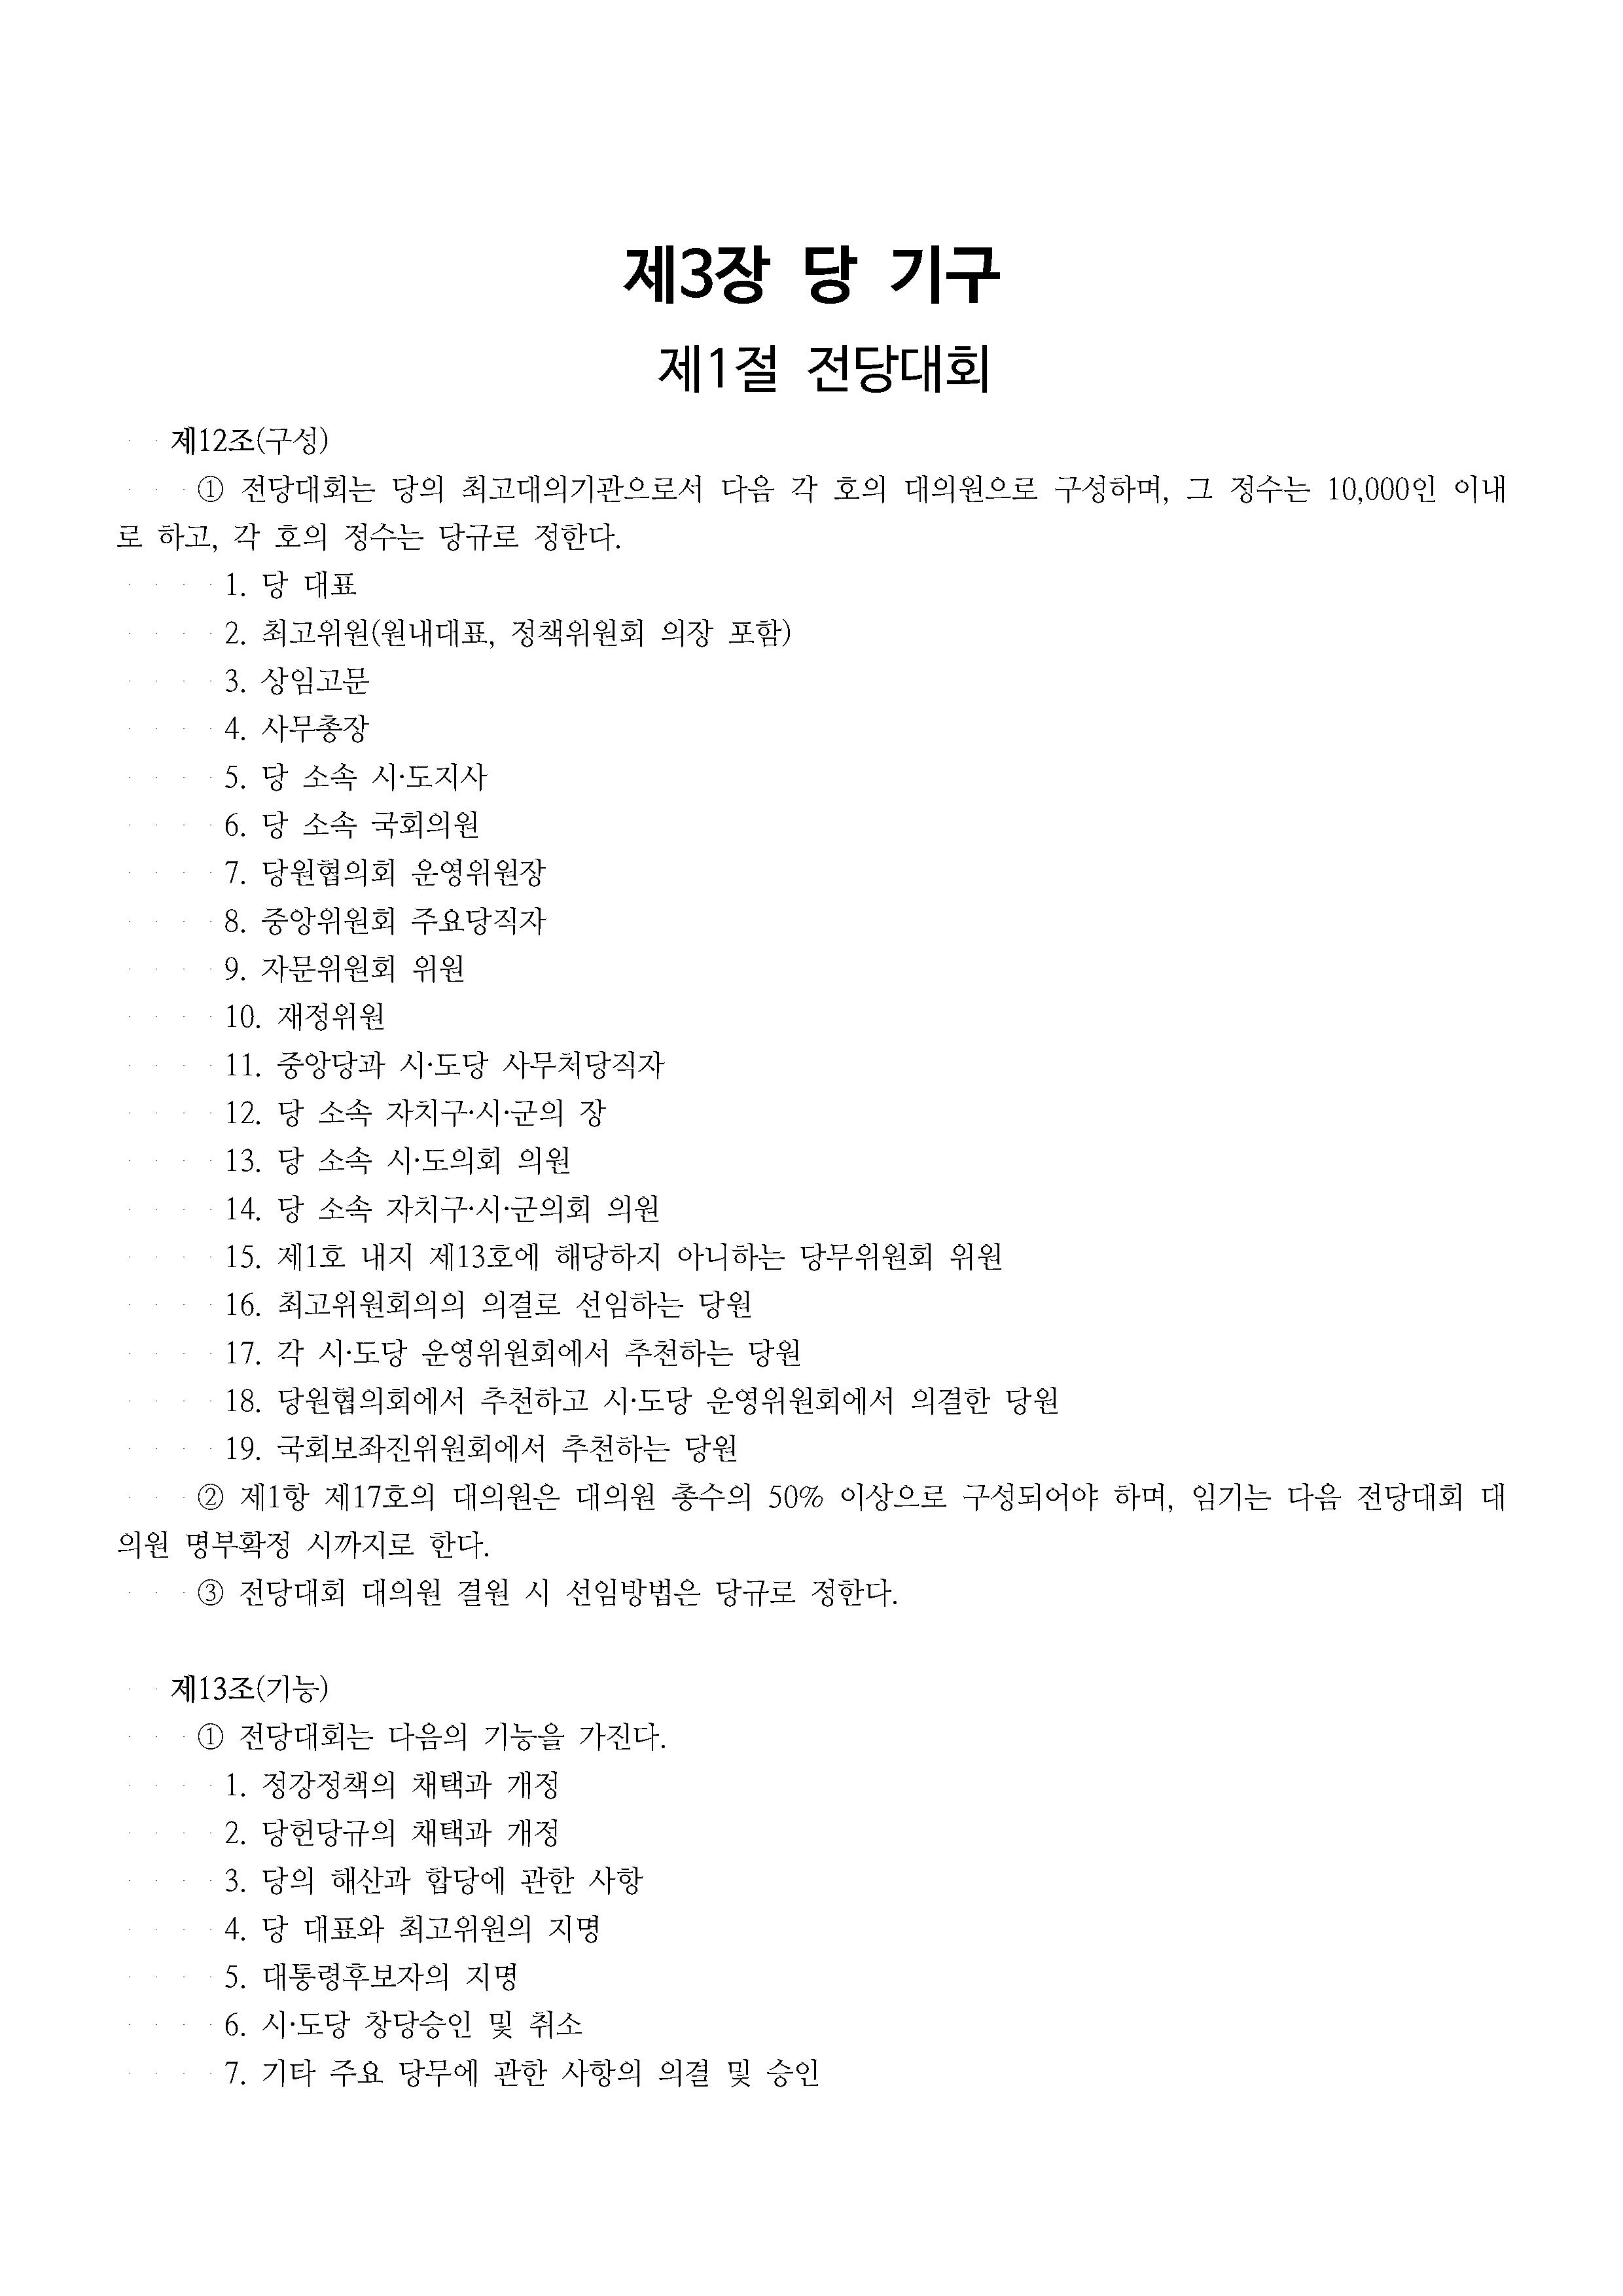 제3장 당 기구
제1절 전당대회
제12조(구성)
① 전당대회는 당의 최고대의기관으로서 다음 각 호의 대의원으로 구성하며, 그 정수는 10,000인 이내
로 하고, 각 호의 정수는 당규로 정한다.
1. 당 대표
2. 최고위원(원내대표, 정책위원회 의장 포함)
3. 상임고문
4. 사무총장
5. 당 소속 시·도지사
6. 당 소속 국회의원
7. 당원협의회 운영위원장
8. 중앙위원회 주요당직자
9. 자문위원회 위원
10. 재정위원
11. 중앙당과 시·도당 사무처당직자
12. 당 소속 자치구·시·군의 장
13. 당 소속 시·도의회 의원
14. 당 소속 자치구·시·군의회 의원
15. 제1호 내지 제13호에 해당하지 아니하는 당무위원회 위원
16. 최고위원회의의 의결로 선임하는 당원
17. 각 시·도당 운영위원회에서 추천하는 당원
18. 당원협의회에서 추천하고 시·도당 운영위원회에서 의결한 당원
19. 국회보좌진위원회에서 추천하는 당원
② 제1항 제17호의 대의원은 대의원 총수의 50% 이상으로 구성되어야 하며, 임기는 다음 전당대회 대
의원 명부확정 시까지로 한다.
③ 전당대회 대의원 결원 시 선임방법은 당규로 정한다.
제13조(기능)
① 전당대회는 다음의 기능을 가진다.
1. 정강정책의 채택과 개정
2. 당헌당규의 채택과 개정
3. 당의 해산과 합당에 관한 사항
4. 당 대표와 최고위원의 지명
5. 대통령후보자의 지명
6. 시·도당 창당승인 및 취소
7. 기타 주요 당무에 관한 사항의 의결 및 승인